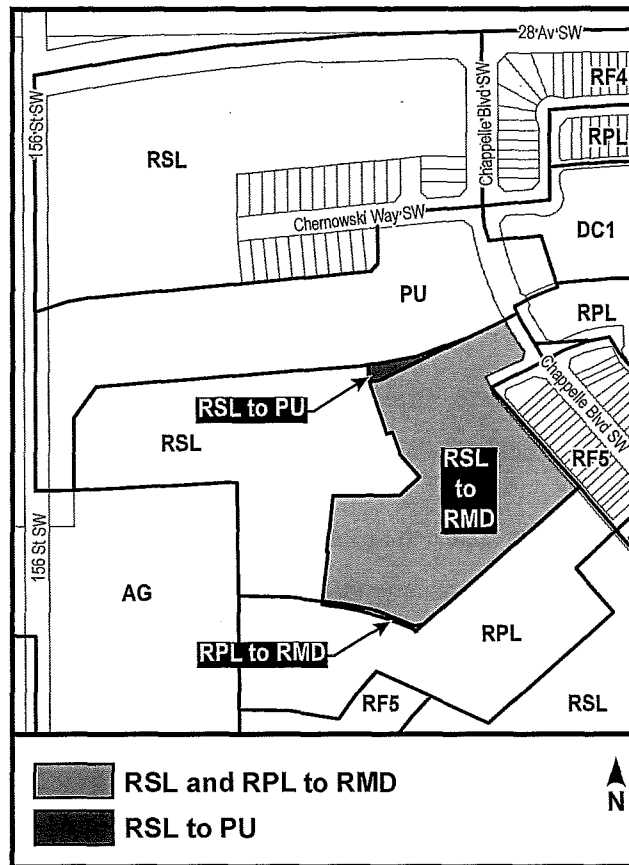 28 Av SW
156 St SW
Chappelle Blvd SW
RF4
RPL
RSL
Chernowski Way SW
DC1
PU
RPL
Chappelle Blvd SW
RSL to PU
RSL
RSL
to
RMD
RF5
156 St SW
AG
RPL to RMD
RPL
RF5
RSL
RSL and RPL to RMD
RSL to PU
N